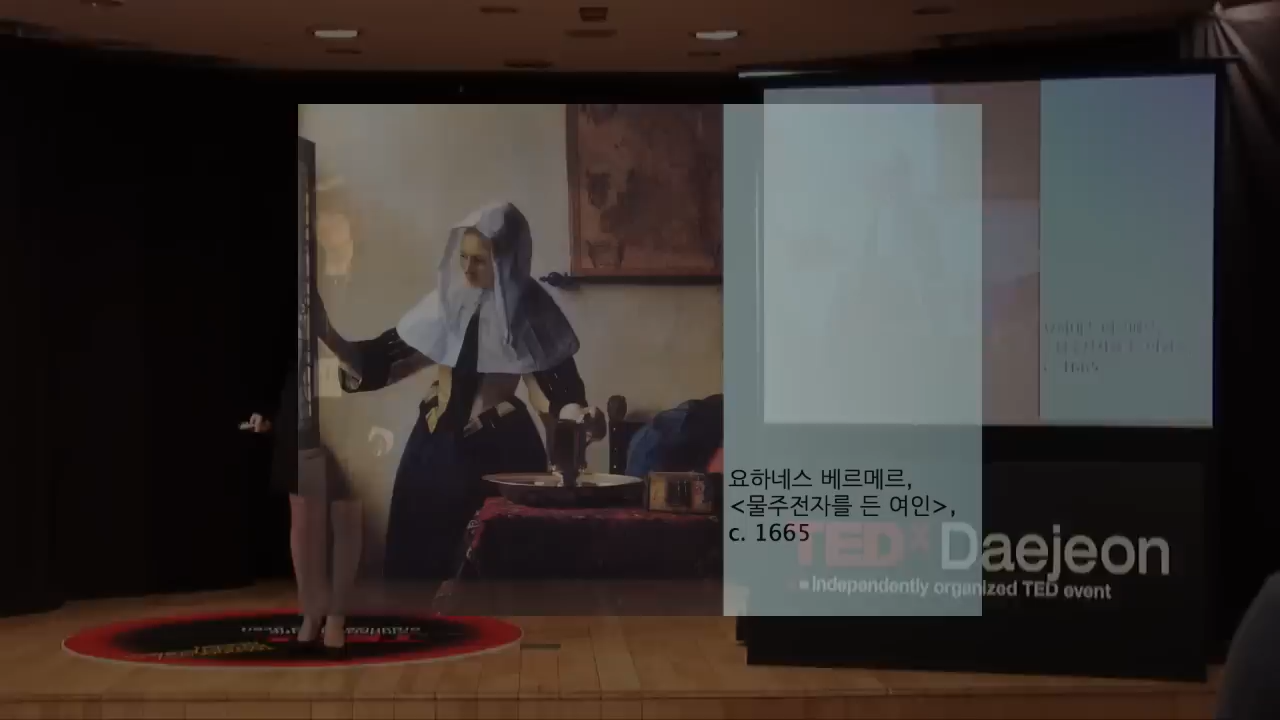 요하네스 베르메르,
<물주전자를 든 여인>,
c. 1665
TEDx Daejeon
Independently organized TED event